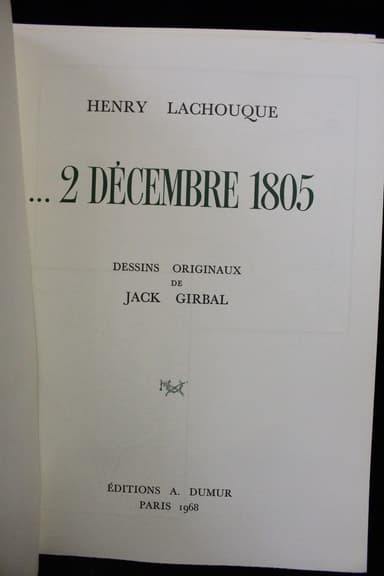 HENRY LACHOUQUE
... 2 DÉCEMBRE 1805
DESSINS ORIGINAUX
DE
JACK GIRBAL
ÉDITIONS A. DUMUR
PARIS 1968